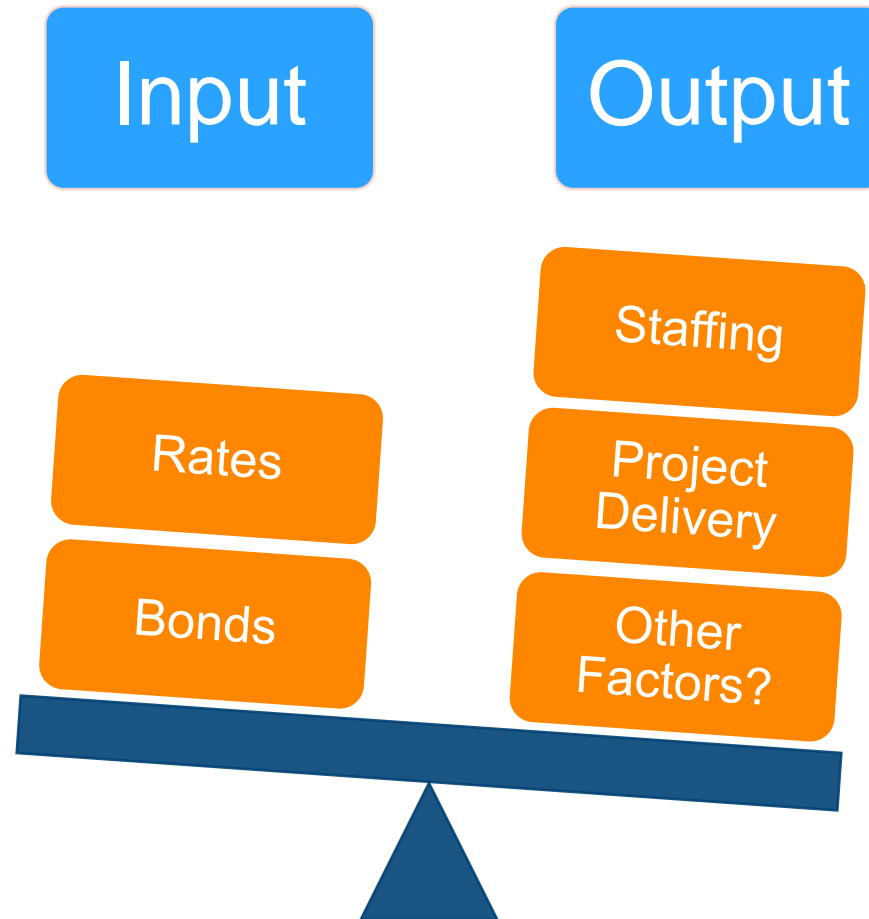 Input
Output
Staffing
Rates
Project
Delivery
Bonds
Other
Factors?